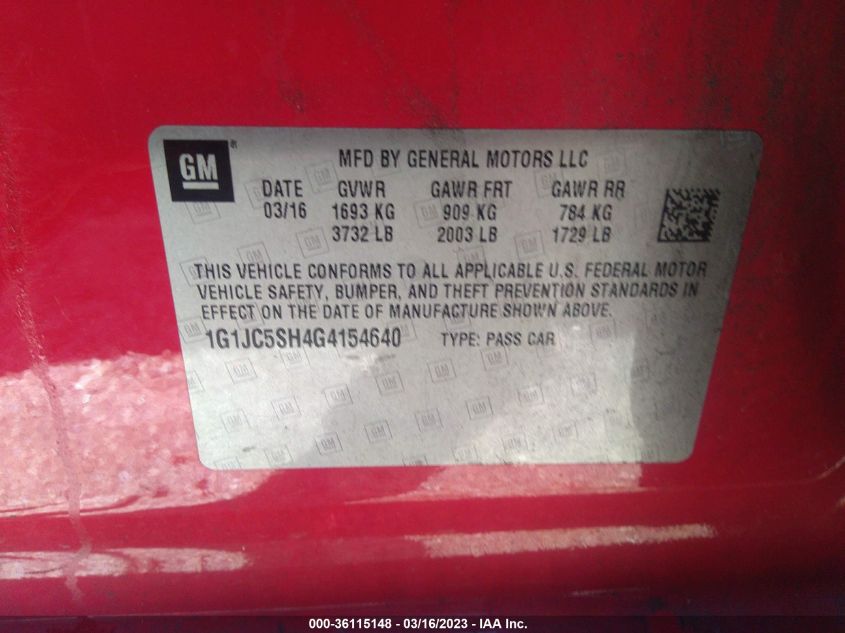 GM
MFD BY GENERAL MOTORS LLC
DATE GVWR GAWR FRT GAWR RR
03/16 1693 KG 909 KG 784 KG
3732 LB 2003 LB 1729 LB
THIS VEHICLE CONFORMS TO ALL APPLICABLE U.S. FEDERAL MOTOR
VEHICLE SAFETY, BUMPER, AND THEFT PREVENTION STANDARDS IN
EFFECT ON THE DATE OF MANUFACTURE SHOWN ABOVE.
1G1JC5SH4G4154640 TYPE: PASS CAR
000-36115148 - 03/16/2023 - IAA Inc.